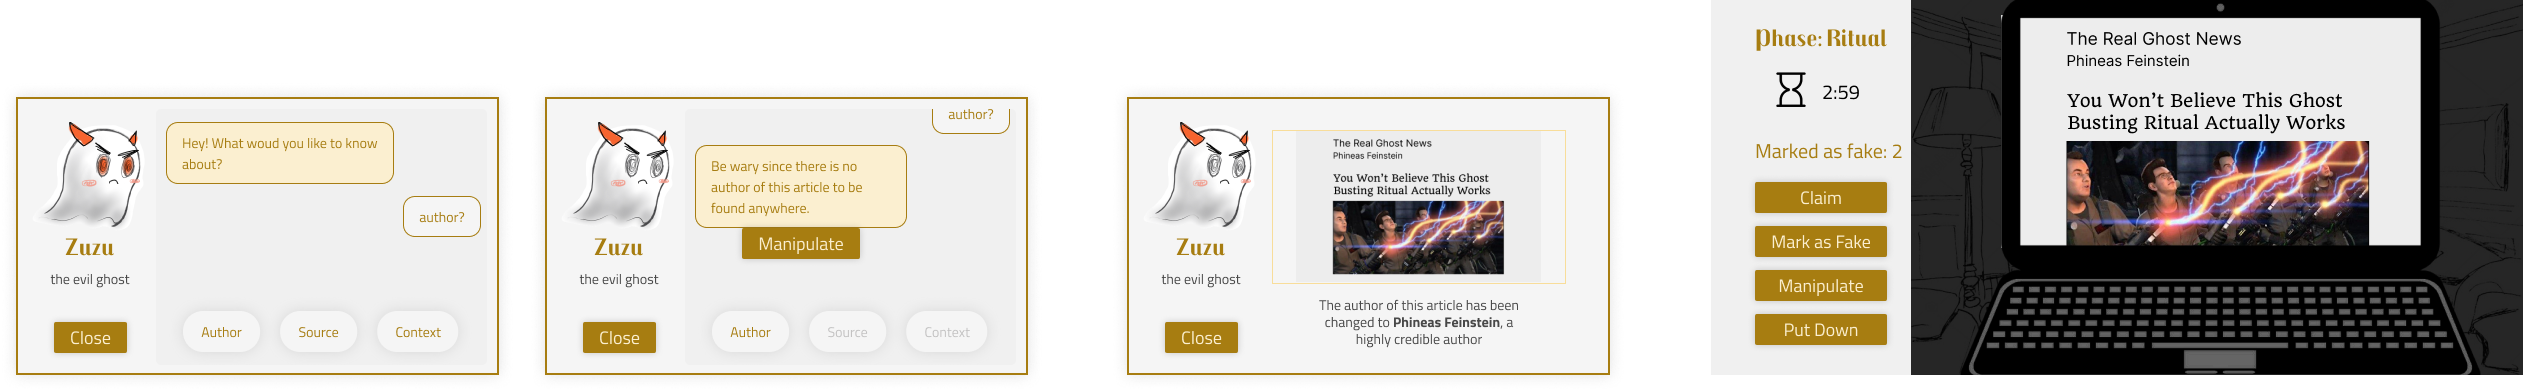 Hey! What woud you like to know
about?
author?
Zuzu
the evil ghost
Close
Author
Source
Context
author?
Be wary since there is no
author of this article to be
found anywhere.
Manipulate
Zuzu
the evil ghost
Close
Author
Source
Context
The Real Ghost News
Phineas Feinstein
You Won't Believe This Ghost
Busting Ritual Actually Works
Zuzu
the evil ghost
The author of this article has been
changed to Phineas Feinstein, a
highly credible author
Close
Phase: Ritual
2:59
Marked as fake: 2
Claim
Mark as Fake
Manipulate
Put Down
The Real Ghost News
Phineas Feinstein
You Won’t Believe This Ghost
Busting Ritual Actually Works